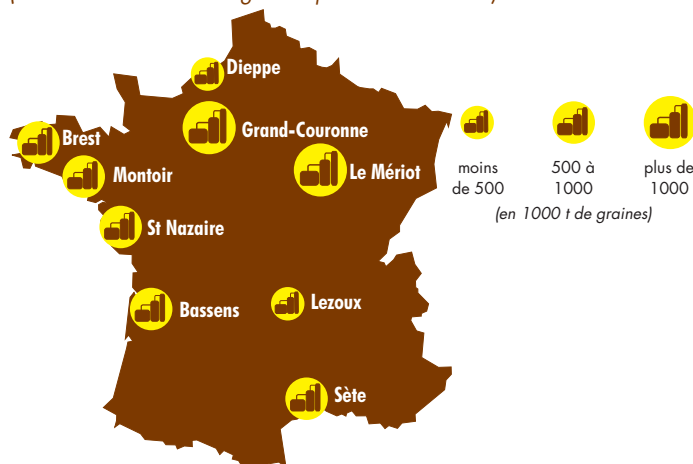 Dieppe
Grand-Couronne
Brest
Le Mériot
Montoir
St Nazaire
Bassens
Lezoux
Sète
moins
de 500
500 à
1000
plus de
1000
(en 1000 t de graines)